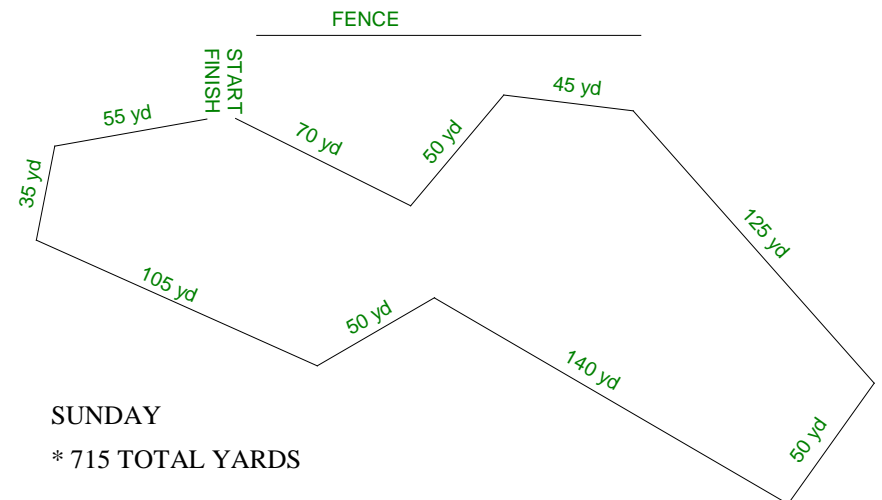 FENCE
START
FINISH
55 yd
70 yd
50 yd
45 yd
35 yd
125 yd
105 yd
50 yd
140 yd
50 yd
SUNDAY
* 715 TOTAL YARDS